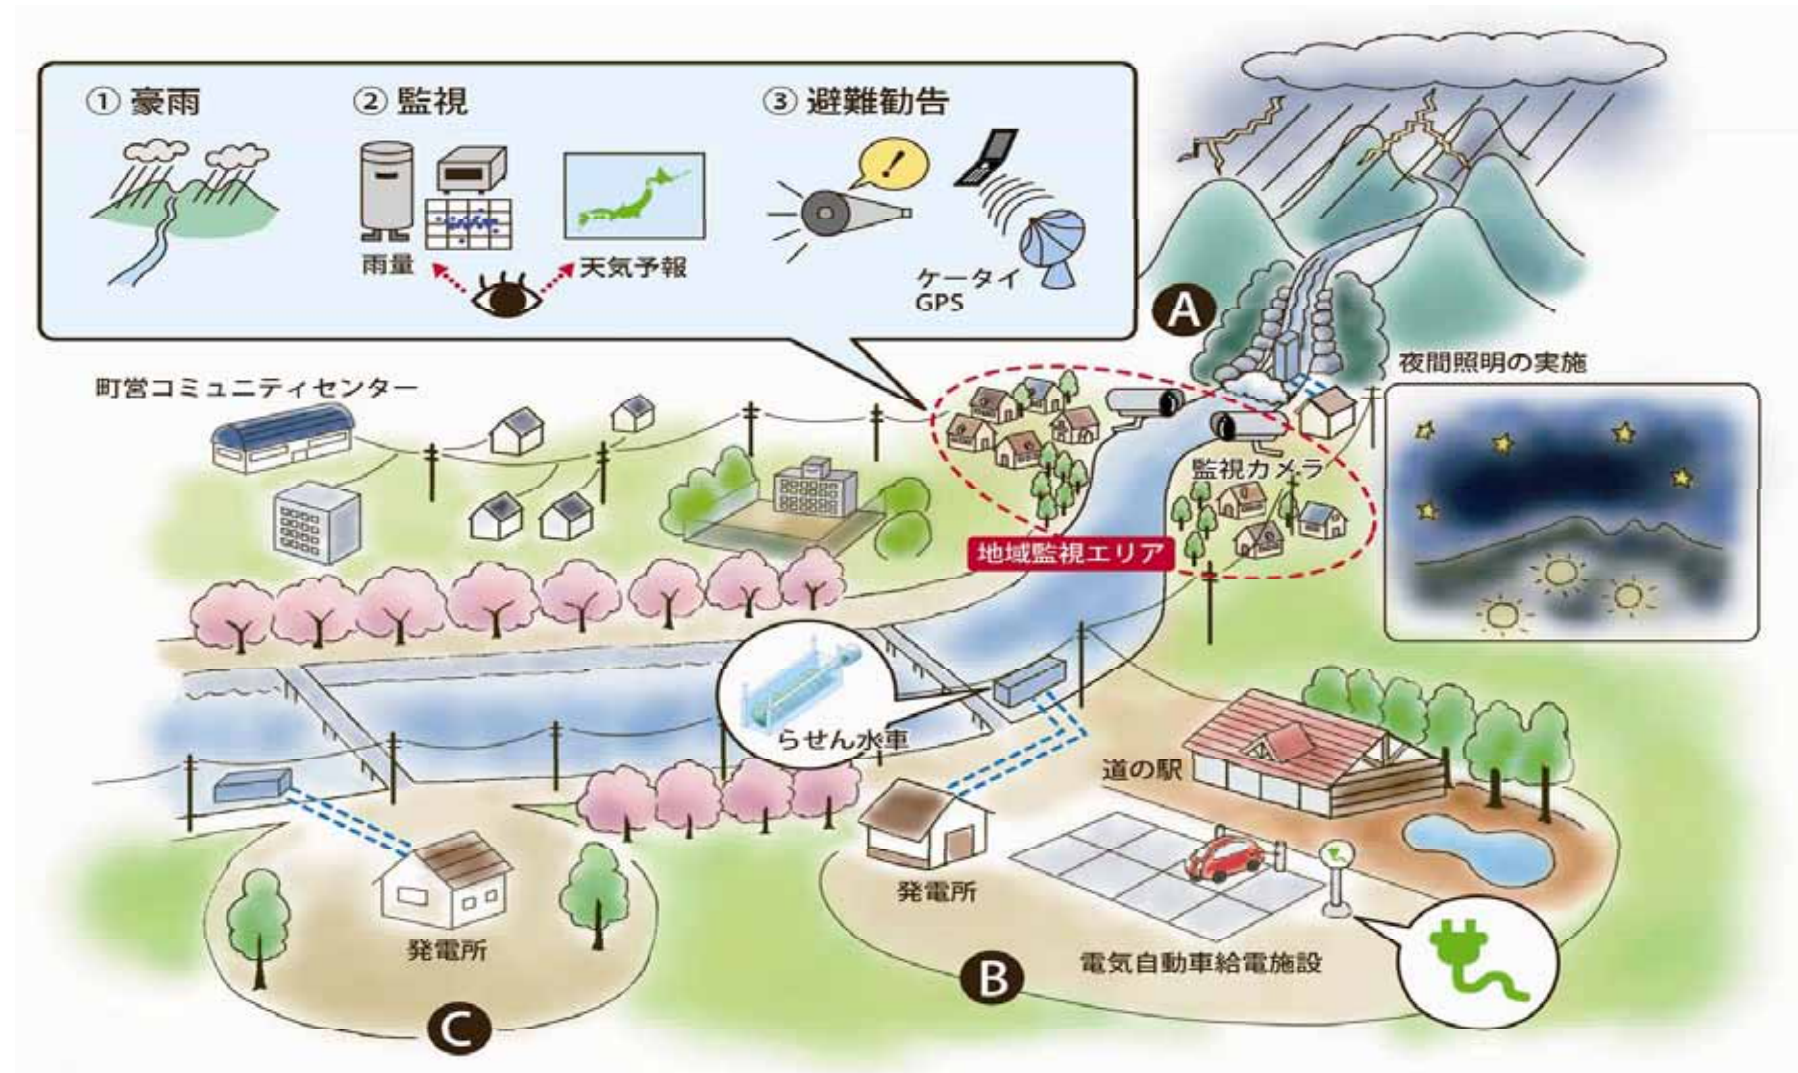 ① 豪雨
② 監視
③ 避難勧告
雨量
天気予報
ケータイ
GPS
A
夜間照明の実施
町営コミュニティセンター
監視カメラ
地域監視エリア
らせん水車
道の駅
発電所
発電所
電気自動車給電施設
B
C